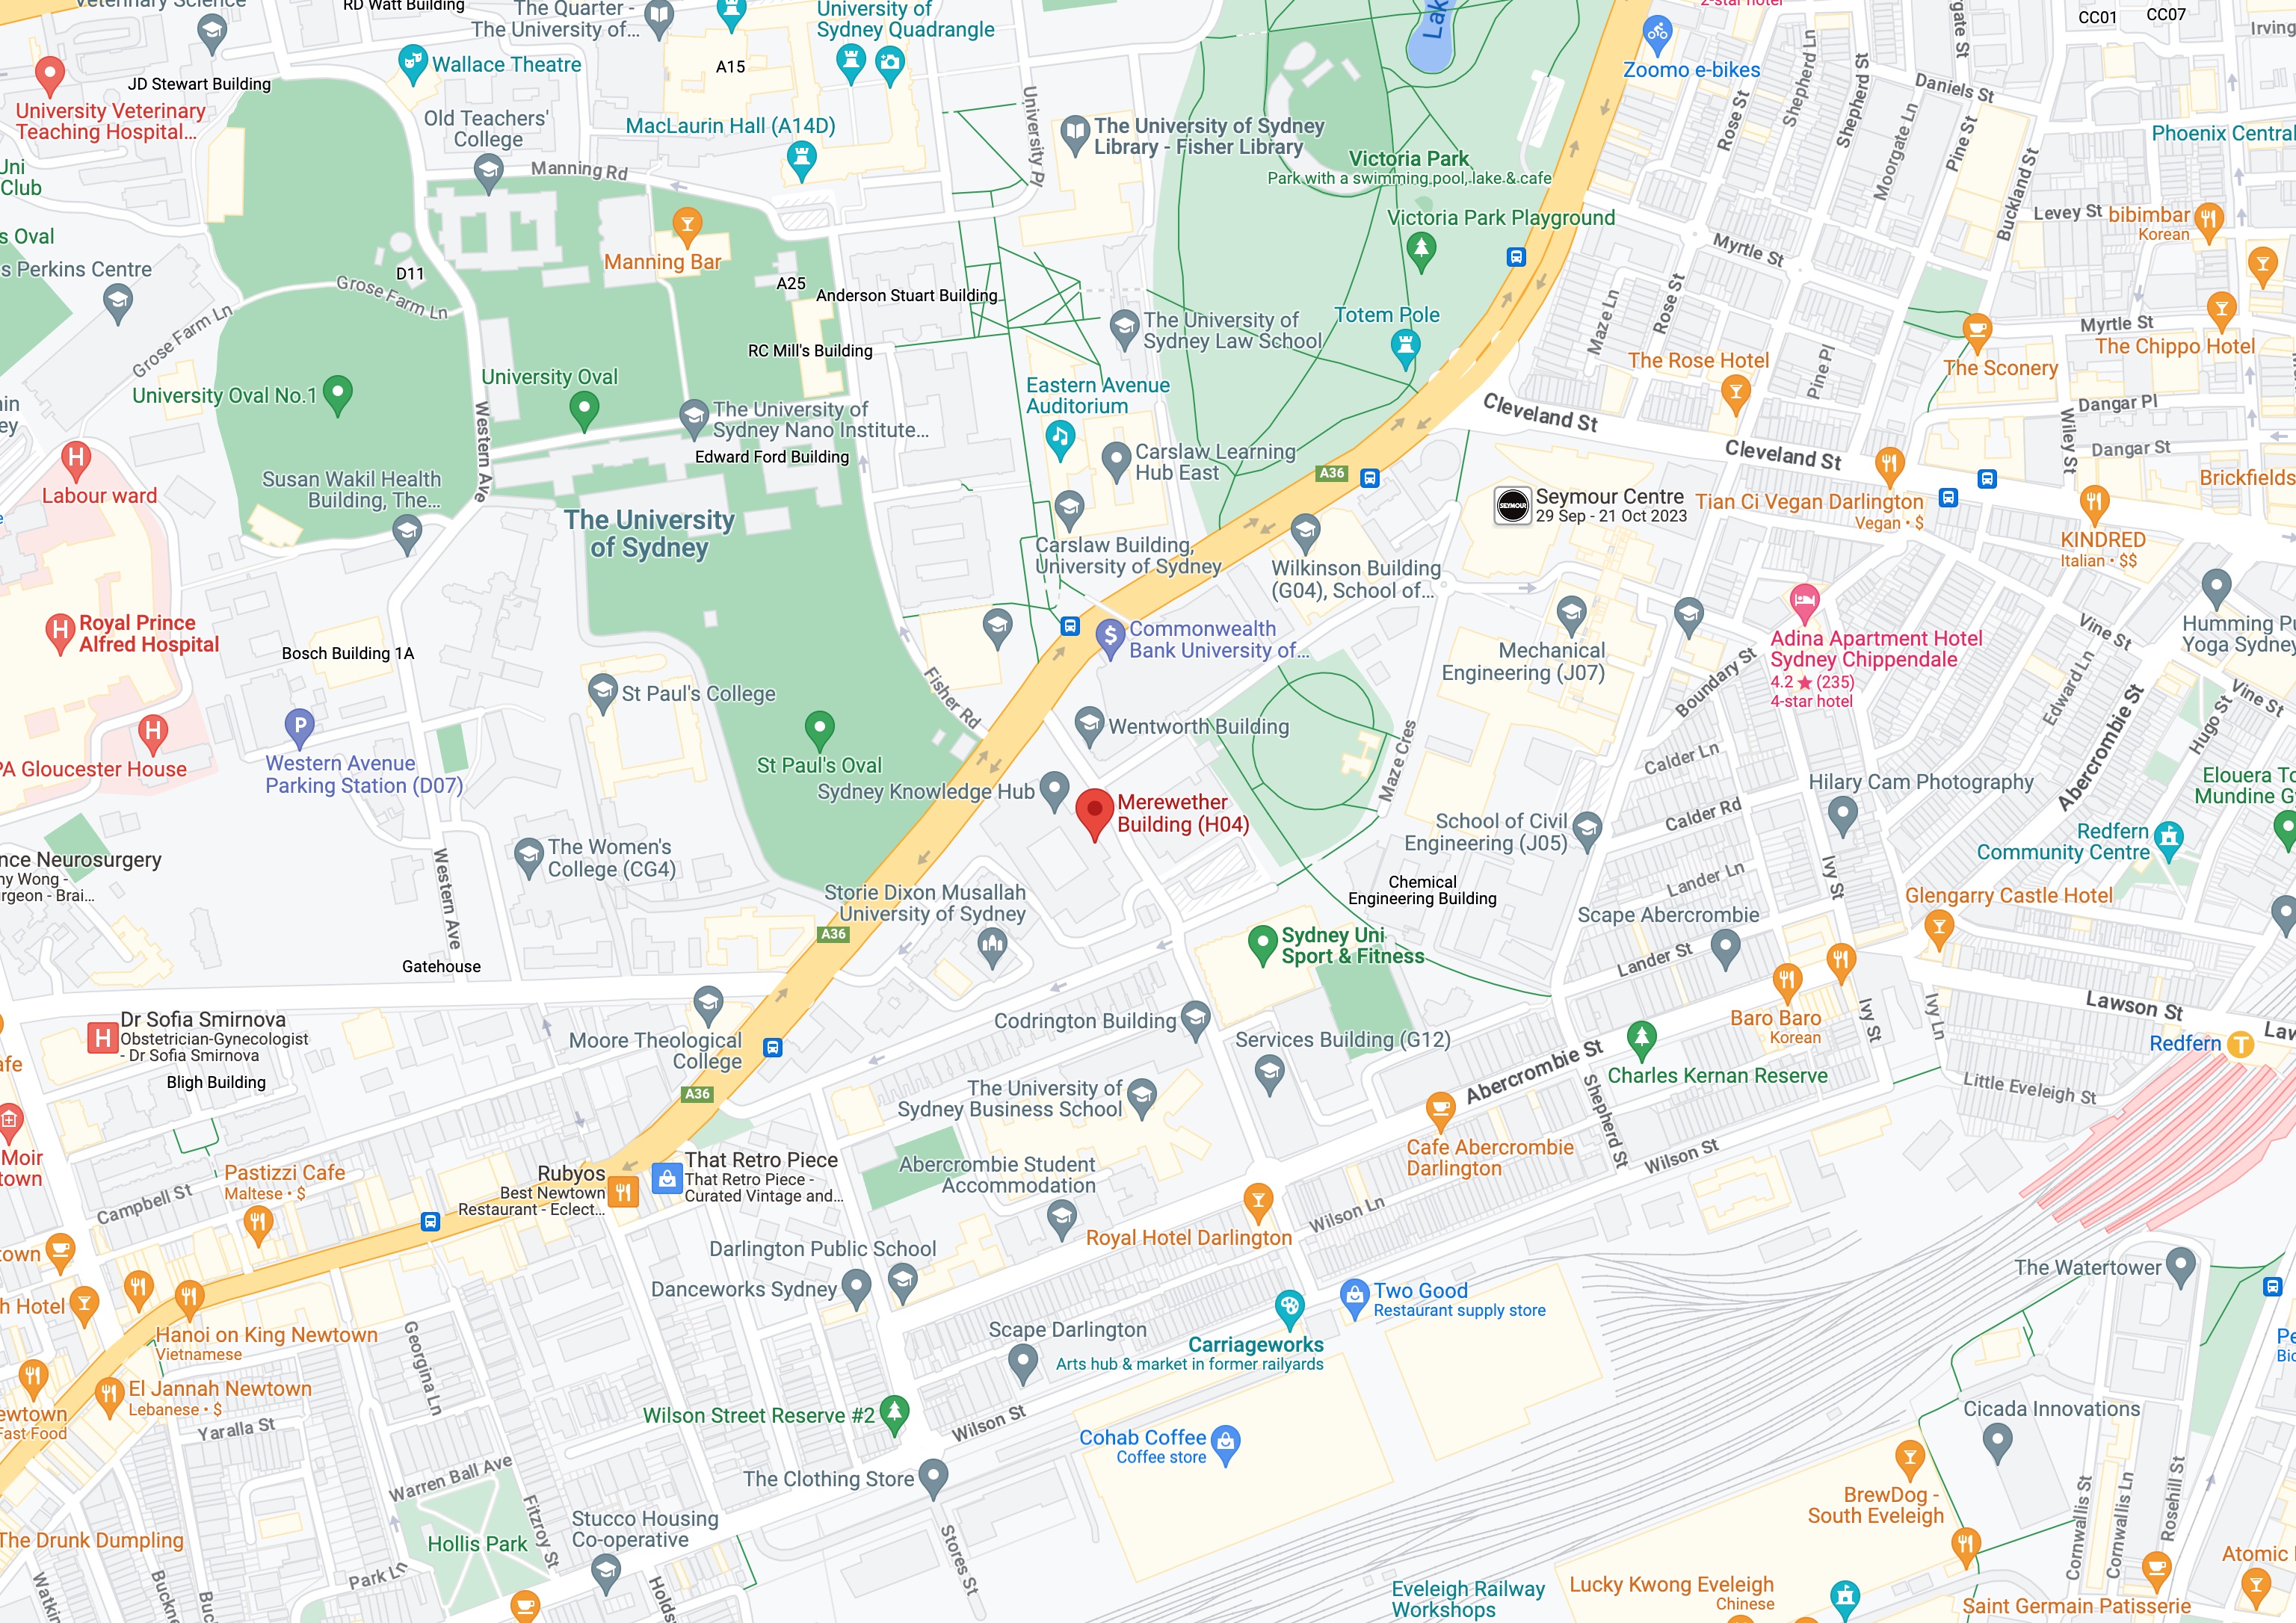 Veterinary Science
RD Watt Building
The Quarter -
The University of...
University of
Sydney Quadrangle
2-star hotel
CC01
CC07
Irving
JD Stewart Building
Wallace Theatre
A15
Lak
Zoomo e-bikes
Rose St
Shepherd Ln
Shepherd St
Moorgate Ln
gate St
Daniels St
Pine St
Buckland St
Phoenix Central
University Veterinary
Teaching Hospital...
Old Teachers'
College
MacLaurin Hall (A14D)
University Pl
The University of Sydney
Library - Fisher Library
Victoria Park
Park with a swimming pool, lake & cafe
Uni
Club
Manning Rd
Manning Bar
Victoria Park Playground
Levey St
bibimbar
Korean
s Oval
s Perkins Centre
D11
Grose Farm Ln
Grose Farm Ln
A25
Anderson Stuart Building
RC Mill's Building
The University of
Sydney Law School
Totem Pole
Myrtle St
Maze Ln
Rose St
Myrtle St
The Chippo Hotel
The Rose Hotel
Pine Pl
The Sconery
University Oval No.1
University Oval
Western Ave
The University of
Sydney Nano Institute...
Edward Ford Building
Eastern Avenue
Auditorium
Cleveland St
Cleveland St
Dangar Pl
Dangar St
Wiley St
Brickfields
Labour ward
Susan Wakil Health
Building, The...
Carslaw Learning
Hub East
A36
SEYMOUR
Seymour Centre
29 Sep - 21 Oct 2023
Tian Ci Vegan Darlington
Vegan • $
KINDRED
Italian • $$
The University
of Sydney
Carslaw Building,
University of Sydney
Wilkinson Building
(G04), School of...
Royal Prince
Alfred Hospital
Bosch Building 1A
Commonwealth
Bank University of...
Mechanical
Engineering (J07)
Adina Apartment Hotel
Sydney Chippendale
4.2 ★ (235)
4-star hotel
Vine St
Vine St
Humming Pu
Yoga Sydney
Boundary St
Edward Ln
Abercrombie St
Hugo St
St Paul's College
Fisher Rd
Wentworth Building
Maze Cres
Calder Ln
PA Gloucester House
Western Avenue
Parking Station (D07)
St Paul's Oval
Sydney Knowledge Hub
Merewether
Building (H04)
Hilary Cam Photography
Elouera To
Mundine G
School of Civil
Engineering (J05)
Calder Rd
Redfern
Community Centre
nce Neurosurgery
ny Wong -
rgeon - Brai...
Western Ave
The Women's
College (CG4)
Storie Dixon Musallah
University of Sydney
Chemical
Engineering Building
Lander Ln
Ivy St
Glengarry Castle Hotel
Scape Abercrombie
A36
Gatehouse
Sydney Uni
Sport & Fitness
Lander St
Baro Baro
Korean
Ivy St
Ivy Ln
Lawson St
Law
Redfern
Dr Sofia Smirnova
Obstetrician-Gynecologist
- Dr Sofia Smirnova
Bligh Building
Moore Theological
College
Codrington Building
Services Building (G12)
Abercrombie St
Charles Kernan Reserve
Little Eveleigh St
afe
A36
The University of
Sydney Business School
Shepherd St
Cafe Abercrombie
Darlington
Wilson St
Moir
town
Pastizzi Cafe
Maltese • $
Campbell St
Rubyos
Best Newtown
Restaurant - Eclect...
That Retro Piece
That Retro Piece -
Curated Vintage and...
Abercrombie Student
Accommodation
Royal Hotel Darlington
Wilson Ln
town
Darlington Public School
Danceworks Sydney
The Watertower
h Hotel
Two Good
Restaurant supply store
Hanoi on King Newtown
Vietnamese
Georgina Ln
Scape Darlington
Carriageworks
Arts hub & market in former railyards
El Jannah Newtown
Lebanese • $
ewtown
Fast Food
Yaralla St
Wilson Street Reserve #2
Wilson St
Cohab Coffee
Coffee store
Cicada Innovations
Warren Ball Ave
The Clothing Store
BrewDog -
South Eveleigh
Cornwallis St
Cornwallis Ln
Rosehill St
The Drunk Dumpling
Hollis Park
Fitzroy St
Stucco Housing
Co-operative
Stores St
Park Ln
Watkin
Buckn
Buc
Holds
Eveleigh Railway
Workshops
Lucky Kwong Eveleigh
Chinese
Atomic
Saint Germain Patisserie